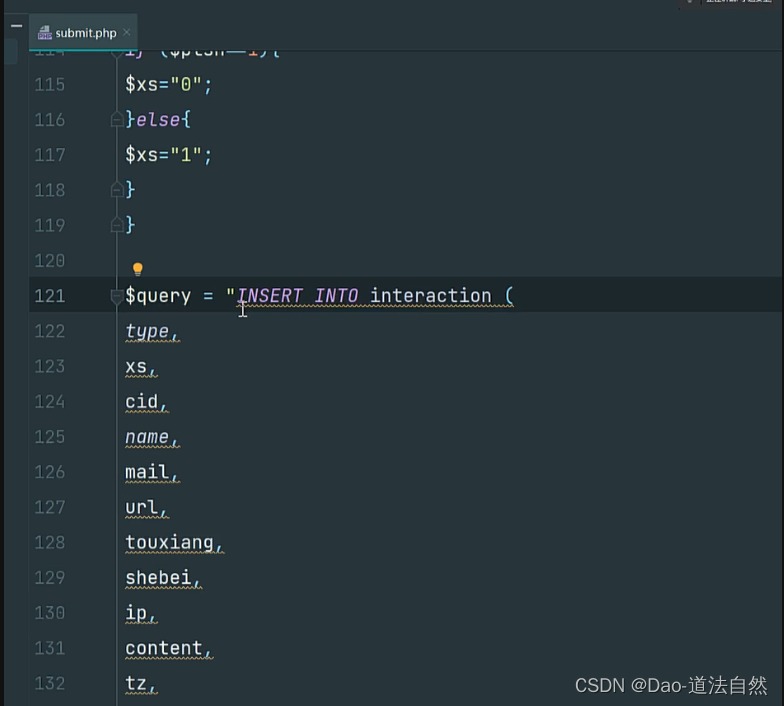 submit.php
115 $xs="0";
116 }else{
117 $xs="1";
118 }
119 }
120
121 $query = "INSERT INTO interaction (
122 type,
123 xs,
124 cid,
125 name,
126 mail,
127 url,
128 touxiang,
129 shebei,
130 ip,
131 content,
132 tz,
CSDN @Dao-道法自然